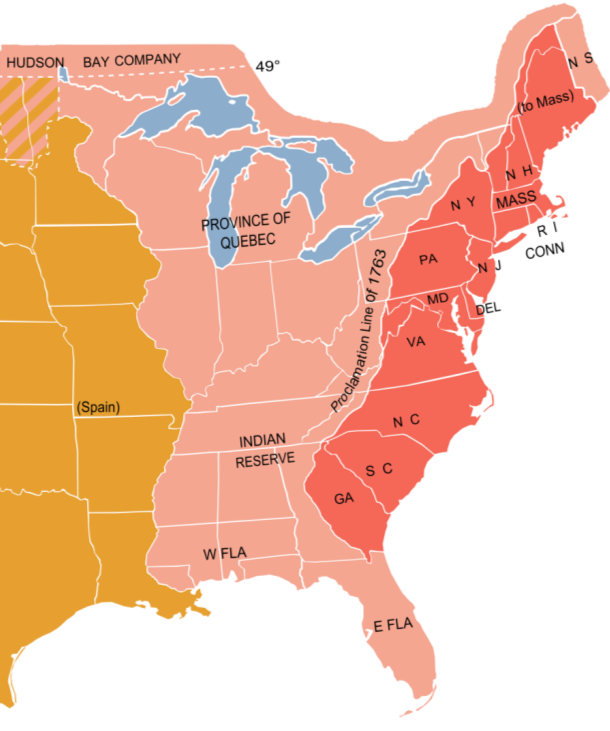 HUDSON BAY COMPANY
49°
N S
(to Mass)
N H
N Y
MASS
R I
CONN
PROVINCE OF
QUEBEC
Proclamation Line of 1763
PA
N J
MD
DEL
VA
(Spain)
N C
INDIAN
RESERVE
S C
GA
W FLA
E FLA